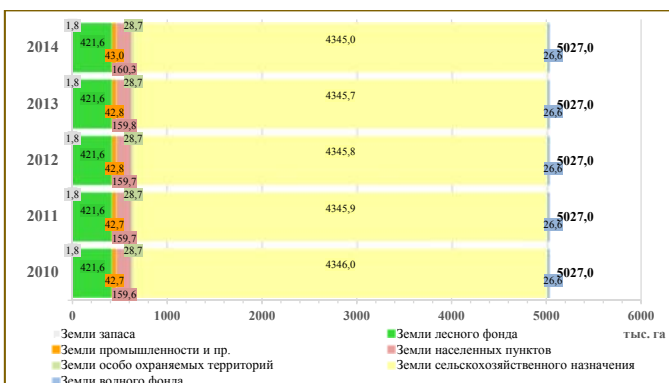 1,8 28,7
2014 421,6 4345,0 5027,0
43,0 26,6
160,3
1,8 28,7
2013 421,6 4345,7 5027,0
42,8 26,6
159,8
1,8 28,7
2012 421,6 4345,8 5027,0
42,8 26,6
159,7
1,8 28,7
2011 421,6 4345,9 5027,0
42,7 26,6
159,7
1,8 28,7
2010 421,6 4346,0 5027,0
42,7 26,6
159,6
0 1000 2000 3000 4000 5000 6000
тыс. га
Земли запаса Земли лесного фонда
Земли промышленности и пр. Земли населенных пунктов
Земли особо охраняемых территорий Земли сельскохозяйственного назначения
Земли водного фонда